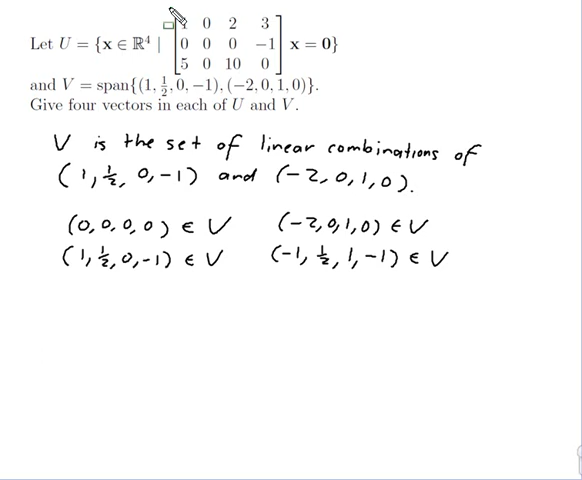 1 0 2 3
Let U = {x ∈ ℝ⁴ | 0 0 0 −1 x = 0}
5 0 10 0
and V = span{(1, 1/2, 0, −1), (−2, 0, 1, 0)}.
Give four vectors in each of U and V.
V is the set of linear combinations of
(1, 1/2, 0, −1) and (−2, 0, 1, 0).
(0, 0, 0, 0) ∈ V (−2, 0, 1, 0) ∈ V
(1, 1/2, 0, −1) ∈ V (−1, 1/2, 1, −1) ∈ V